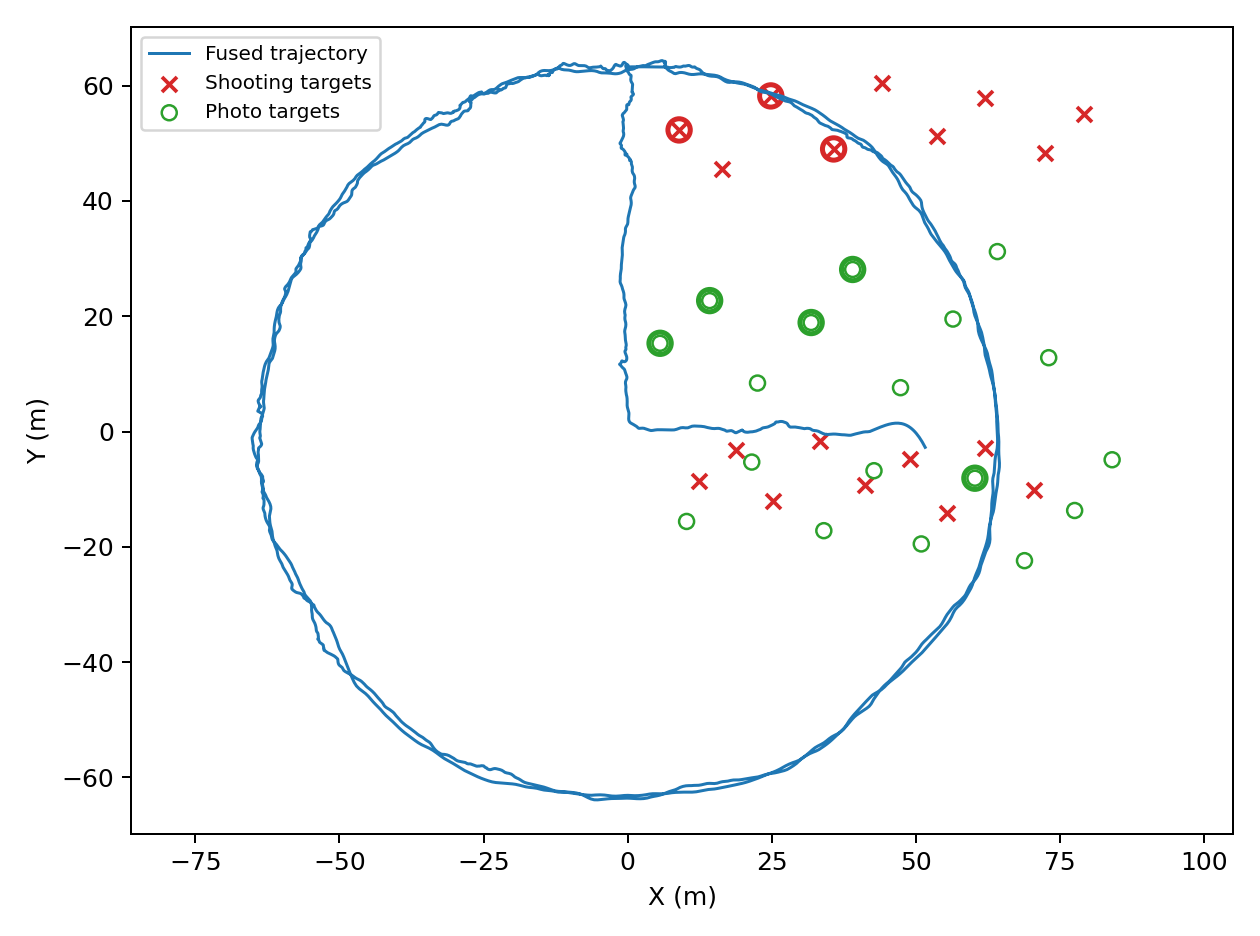 Fused trajectory
Shooting targets
Photo targets
60
40
20
0
−20
−40
−60
Y (m)
−75 −50 −25 0 25 50 75 100
X (m)